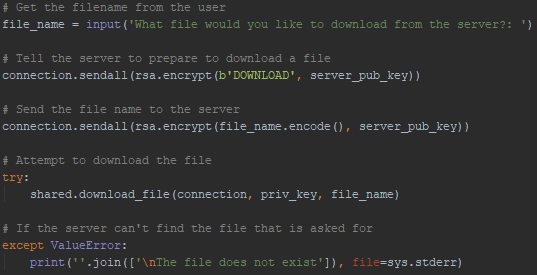 # Get the filename from the user
file_name = input('What file would you like to download from the server?: ')
# Tell the server to prepare to download a file
connection.sendall(rsa.encrypt(b'DOWNLOAD', server_pub_key))
# Send the file name to the server
connection.sendall(rsa.encrypt(file_name.encode(), server_pub_key))
# Attempt to download the file
try:
    shared.download_file(connection, priv_key, file_name)
# If the server can't find the file that is asked for
except ValueError:
    print(''.join(['\nThe file does not exist']), file=sys.stderr)